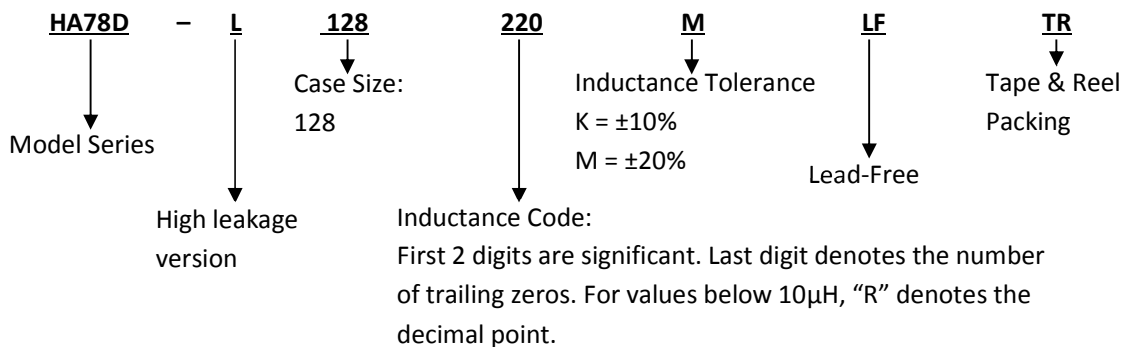 HA78D – L 128 220 M LF TR
Case Size:
128
Inductance Tolerance
K = ±10%
M = ±20%
Tape & Reel
Packing
Model Series
Lead-Free
High leakage
version
Inductance Code:
First 2 digits are significant. Last digit denotes the number
of trailing zeros. For values below 10µH, “R” denotes the
decimal point.